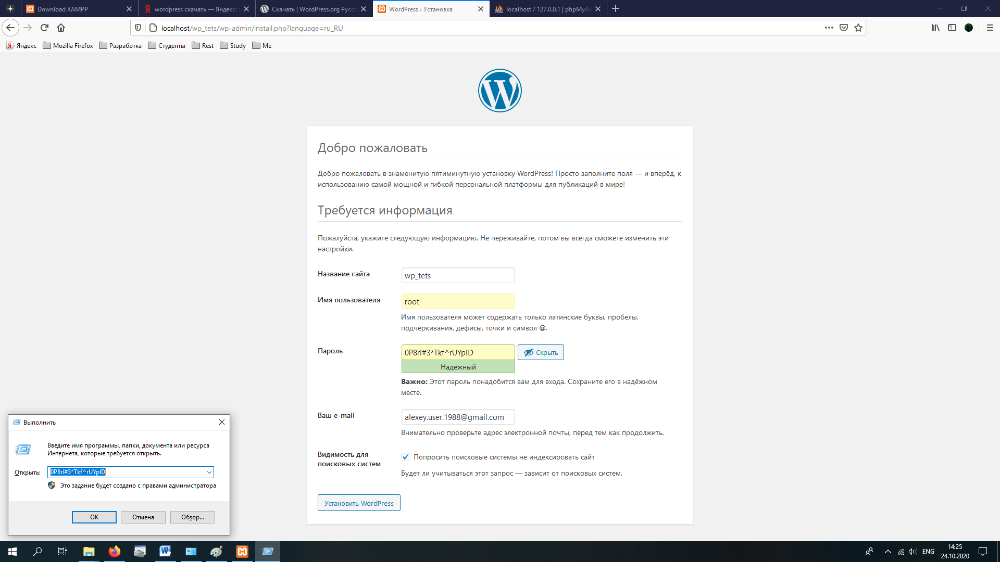 Download XAMPP
wordpress скачать — Яндекс:
Скачать | WordPress.org Русск
WordPress › Установка
localhost / 127.0.0.1 | phpMyAd
localhost/wp_tets/wp-admin/install.php?language=ru_RU
Яндекс
Mozilla Firefox
Разработка
Студенты
Rest
Study
Me
Добро пожаловать
Добро пожаловать в знаменитую пятиминутную установку WordPress! Просто заполните поля — и вперёд, к
использованию самой мощной и гибкой персональной платформы для публикаций в мире!
Требуется информация
Пожалуйста, укажите следующую информацию. Не переживайте, потом вы всегда сможете изменить эти
настройки.
Название сайта
wp_tets
Имя пользователя
root
Имя пользователя может содержать только латинские буквы, пробелы,
подчёркивания, дефисы, точки и символ @.
Пароль
0P8rI#3*Tkf^rUYpID
Скрыть
Надёжный
Важно: Этот пароль понадобится вам для входа. Сохраните его в надёжном
месте.
Ваш e-mail
alexey.user.1988@gmail.com
Внимательно проверьте адрес электронной почты, перед тем как продолжить.
Видимость для
поисковых систем
Попросить поисковые системы не индексировать сайт
Будет ли учитываться этот запрос — зависит от поисковых систем.
Установить WordPress
Выполнить
Введите имя программы, папки, документа или ресурса
Интернета, которые требуется открыть.
Открыть:
0P8rI#3*Tkf^rUYpID
Это задание будет создано с правами администратора
OK
Отмена
Обзор...
ENG
14:25
24.10.2020